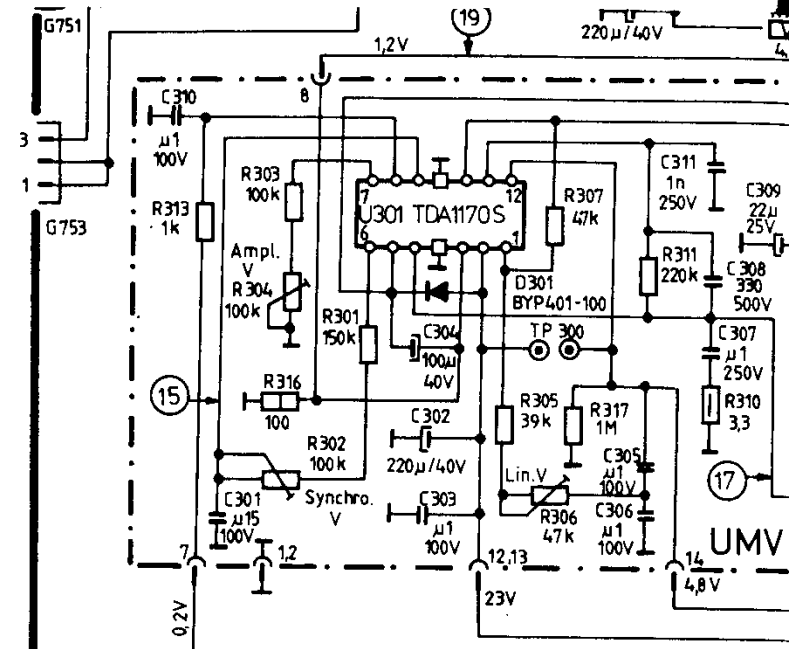 G751
19
220µ/40V
4,
1,2V
8
C310
µ1
100V
3
1
G753
R303
100k
7
12
U301 TDA1170S
6
1
R307
47k
C311
1n
250V
C309
22µ
25V
R313
1k
Ampl.
V
R304
100k
R311
220k
C308
330
500V
D301
BYP401-100
R301
150k
C304
100µ
40V
TP 300
C307
µ1
250V
15
R316
100
R305
39k
R317
1M
R310
3,3
C302
220µ/40V
R302
100k
Synchro.
V
Lin.V
C305
µ1
100V
17
C301
µ15
100V
C303
µ1
100V
R306
47k
C306
µ1
100V
UMV
7
1,2
12,13
14
0,2V
23V
4,8V